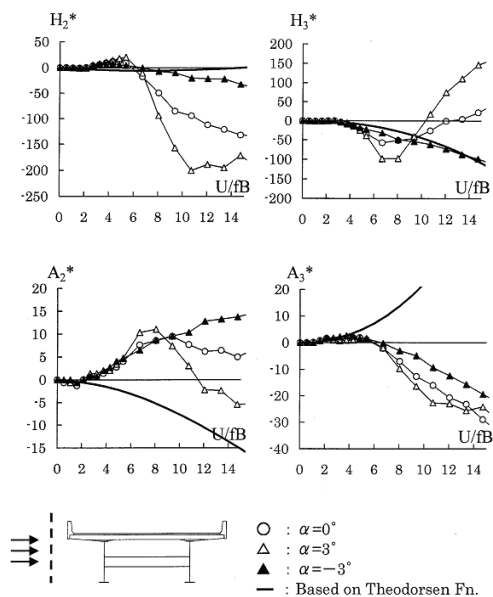 H₂*
50
0
-50
-100
-150
-200
-250
0 2 4 6 8 10 12 14
U/fB
H₃*
200
150
100
50
0
-50
-100
-150
-200
0 2 4 6 8 10 12 14
U/fB
A₂*
20
15
10
5
0
-5
-10
-15
0 2 4 6 8 10 12 14
U/fB
A₃*
20
10
0
-10
-20
-30
-40
0 2 4 6 8 10 12 14
U/fB
: α=0°
: α=3°
: α=−3°
: Based on Theodorsen Fn.